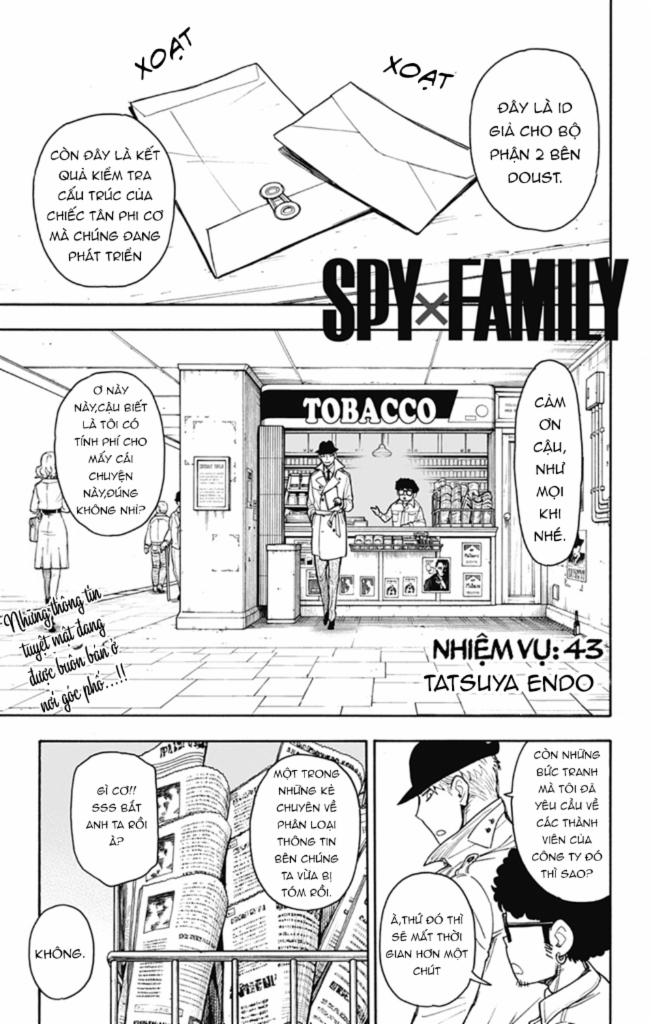 XOẠT
XOẠT
ĐÂY LÀ ID
GIẢ CHO BỘ
PHẬN 2 BÊN
DOUST.
CÒN ĐÂY LÀ KẾT
QUẢ KIỂM TRA
CẤU TRÚC CỦA
CHIẾC TÂN PHI CƠ
MÀ CHÚNG ĐANG
PHÁT TRIỂN
SPY×FAMILY
TOBACCO
CẢM
ƠN
CẬU,
NHƯ
MỌI
KHI
NHÉ.
Ơ NÀY
NÀY,CẬU BIẾT
LÀ TÔI CÓ
TÍNH PHÍ CHO
MẤY CÁI
CHUYỆN
NÀY,ĐÚNG
KHÔNG NHỈ?
Những thông tin
tuyệt mật đang
được buôn bán ở
nơi góc phố...!!
NHIỆM VỤ: 43
TATSUYA ENDO
CÒN NHỮNG
BỨC TRANH
MÀ TÔI ĐÃ
YÊU CẦU VỀ
CÁC THÀNH
VIÊN CỦA
CÔNG TY ĐÓ
THÌ SAO?
À,THỨ ĐÓ THÌ
SẼ MẤT THỜI
GIAN HƠN MỘT
CHÚT
MỘT TRONG
NHỮNG KẺ
CHUYÊN VỀ
PHÂN LOẠI
THÔNG TIN
BÊN CHÚNG
TA VỪA BỊ
TÓM RỒI.
GÌ CƠ!!
SSS BẮT
ANH TA RỒI
À?
KHÔNG.